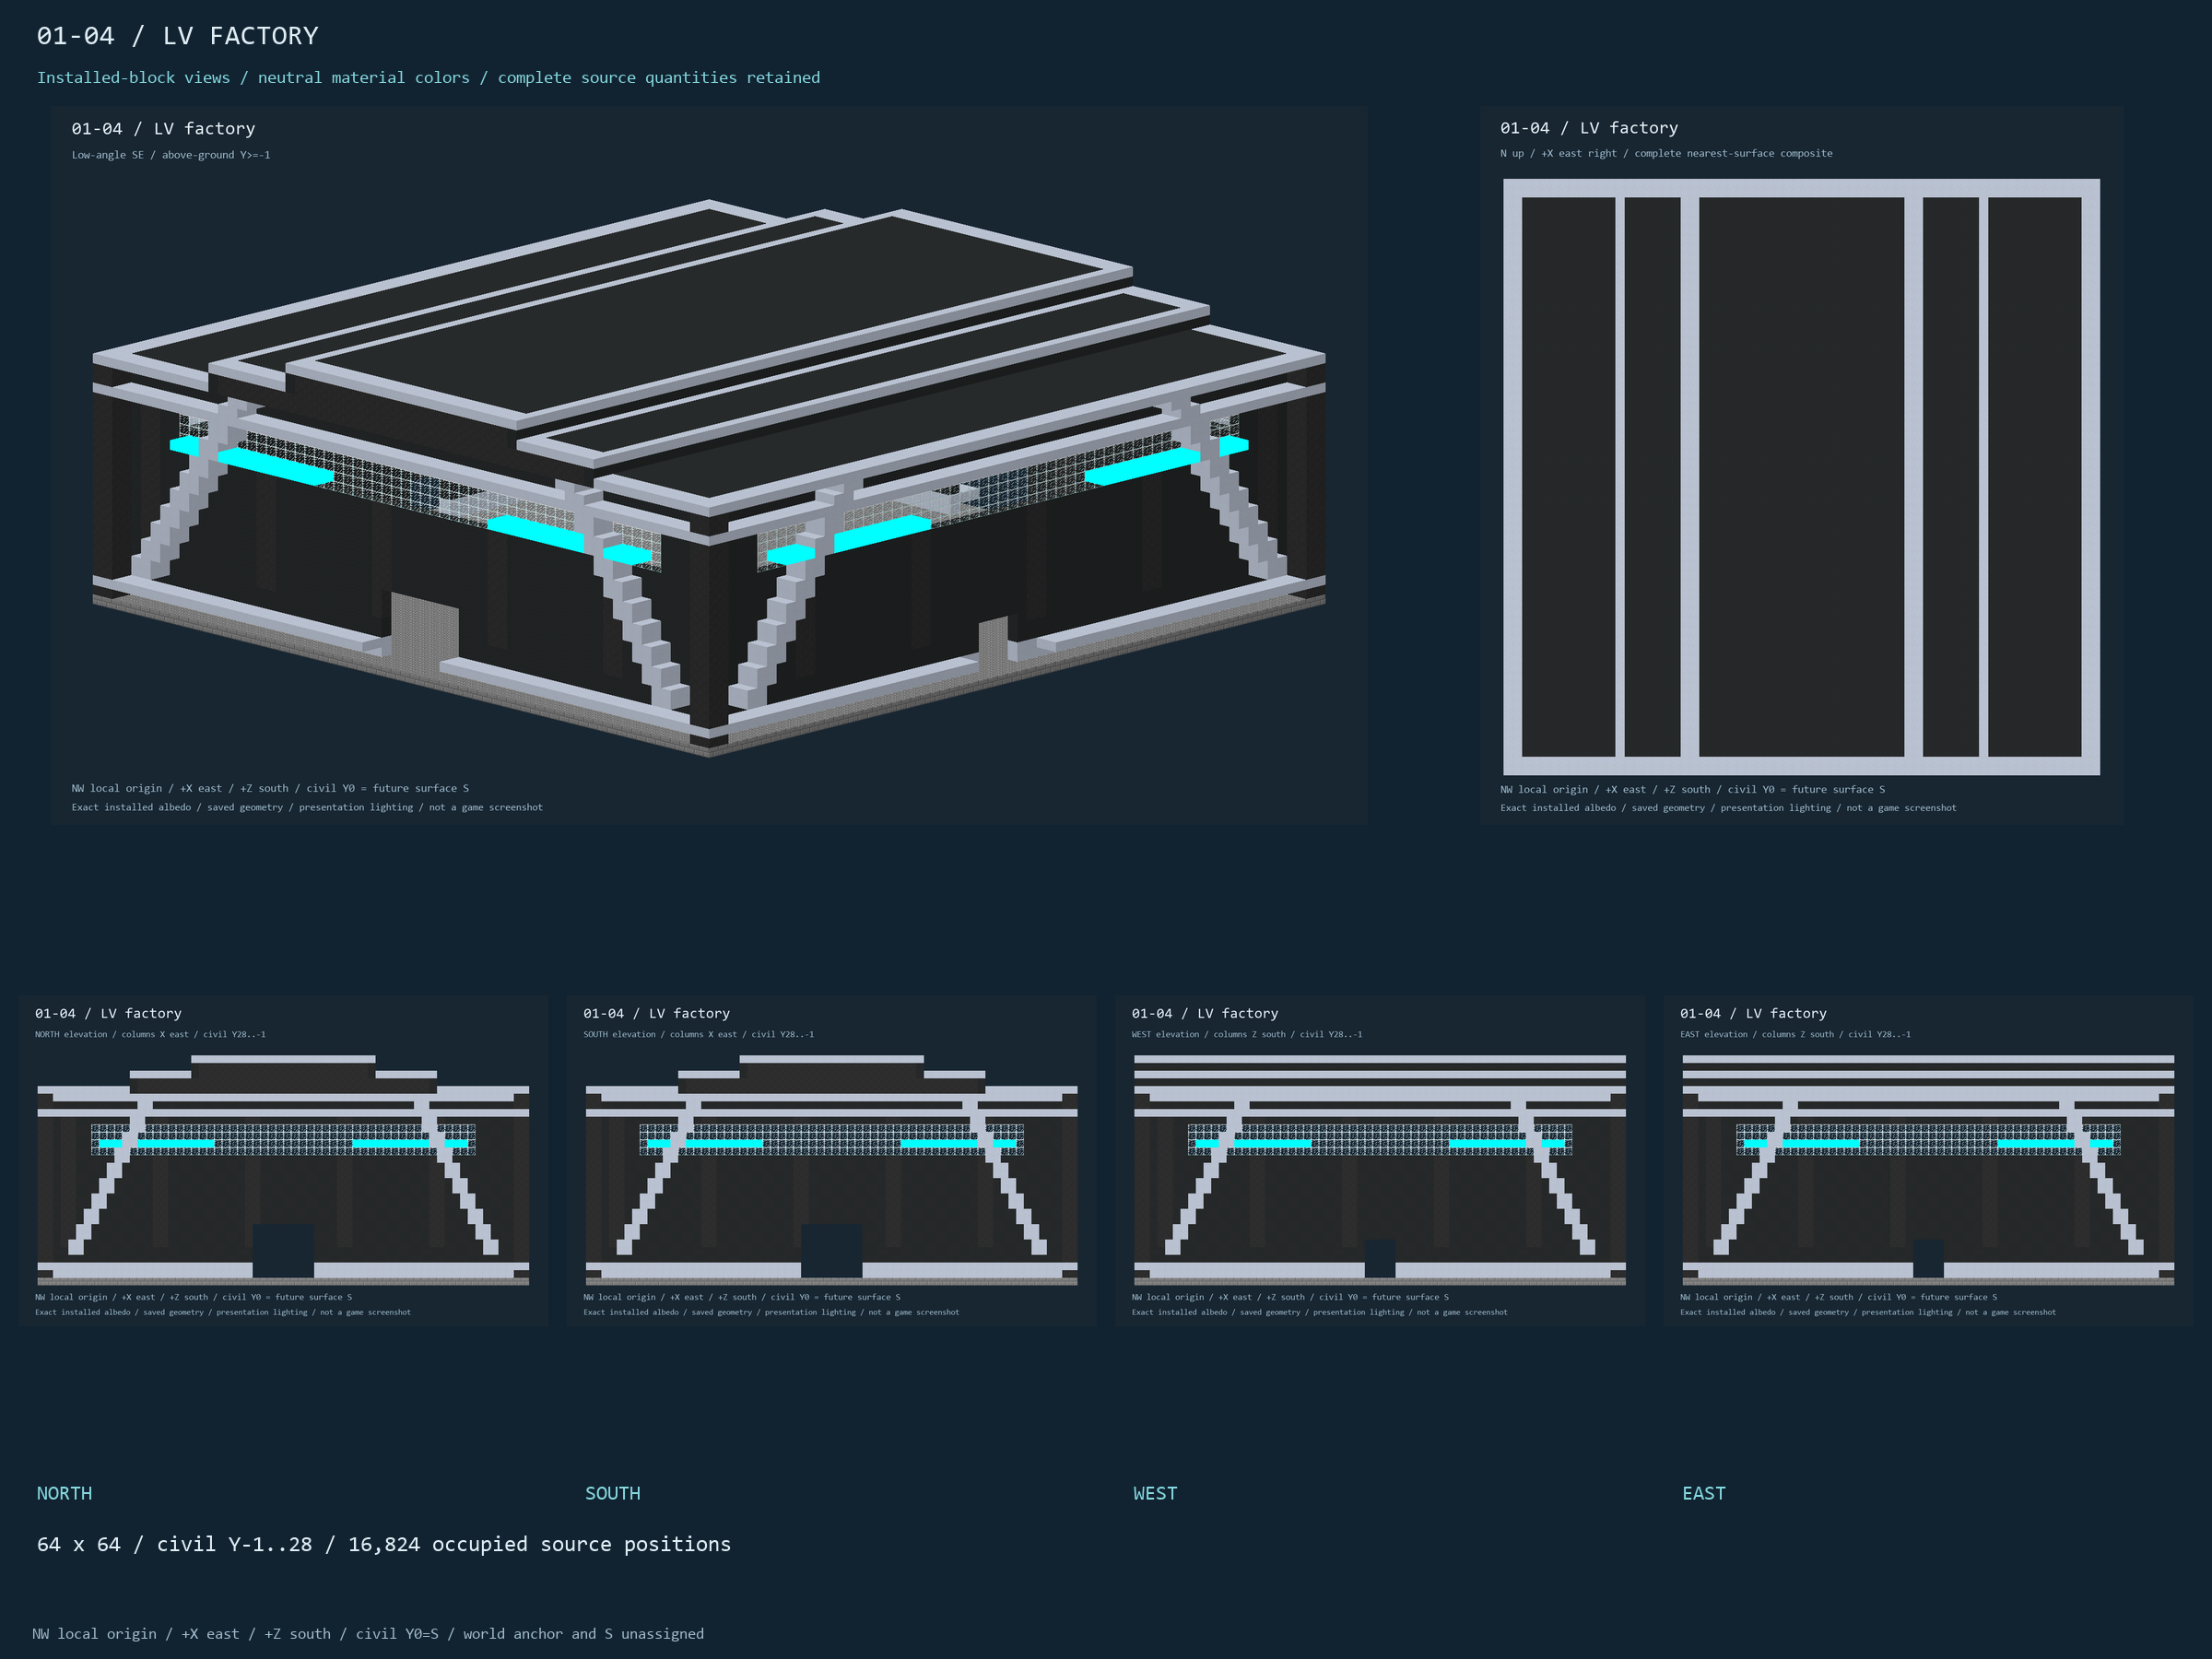 01-04 / LV FACTORY
Installed-block views / neutral material colors / complete source quantities retained
01-04 / LV factory
Low-angle SE / above-ground Y>=-1
NW local origin / +X east / +Z south / civil Y0 = future surface S
Exact installed albedo / saved geometry / presentation lighting / not a game screenshot
01-04 / LV factory
N up / +X east right / complete nearest-surface composite
NW local origin / +X east / +Z south / civil Y0 = future surface S
Exact installed albedo / saved geometry / presentation lighting / not a game screenshot
01-04 / LV factory
NORTH elevation / columns X east / civil Y28..-1
NW local origin / +X east / +Z south / civil Y0 = future surface S
Exact installed albedo / saved geometry / presentation lighting / not a game screenshot
01-04 / LV factory
SOUTH elevation / columns X east / civil Y28..-1
NW local origin / +X east / +Z south / civil Y0 = future surface S
Exact installed albedo / saved geometry / presentation lighting / not a game screenshot
01-04 / LV factory
WEST elevation / columns Z south / civil Y28..-1
NW local origin / +X east / +Z south / civil Y0 = future surface S
Exact installed albedo / saved geometry / presentation lighting / not a game screenshot
01-04 / LV factory
EAST elevation / columns Z south / civil Y28..-1
NW local origin / +X east / +Z south / civil Y0 = future surface S
Exact installed albedo / saved geometry / presentation lighting / not a game screenshot
NORTH
SOUTH
WEST
EAST
64 x 64 / civil Y-1..28 / 16,824 occupied source positions
NW local origin / +X east / +Z south / civil Y0=S / world anchor and S unassigned